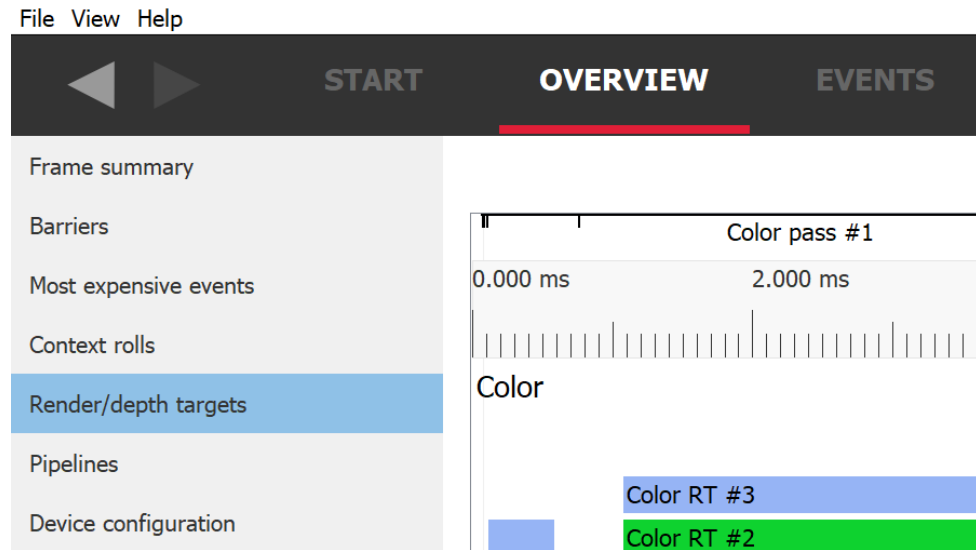 File View Help
START OVERVIEW EVENTS
Frame summary
Barriers
Most expensive events
Context rolls
Render/depth targets
Pipelines
Device configuration
Color pass #1
0.000 ms 2.000 ms
Color
Color RT #3
Color RT #2